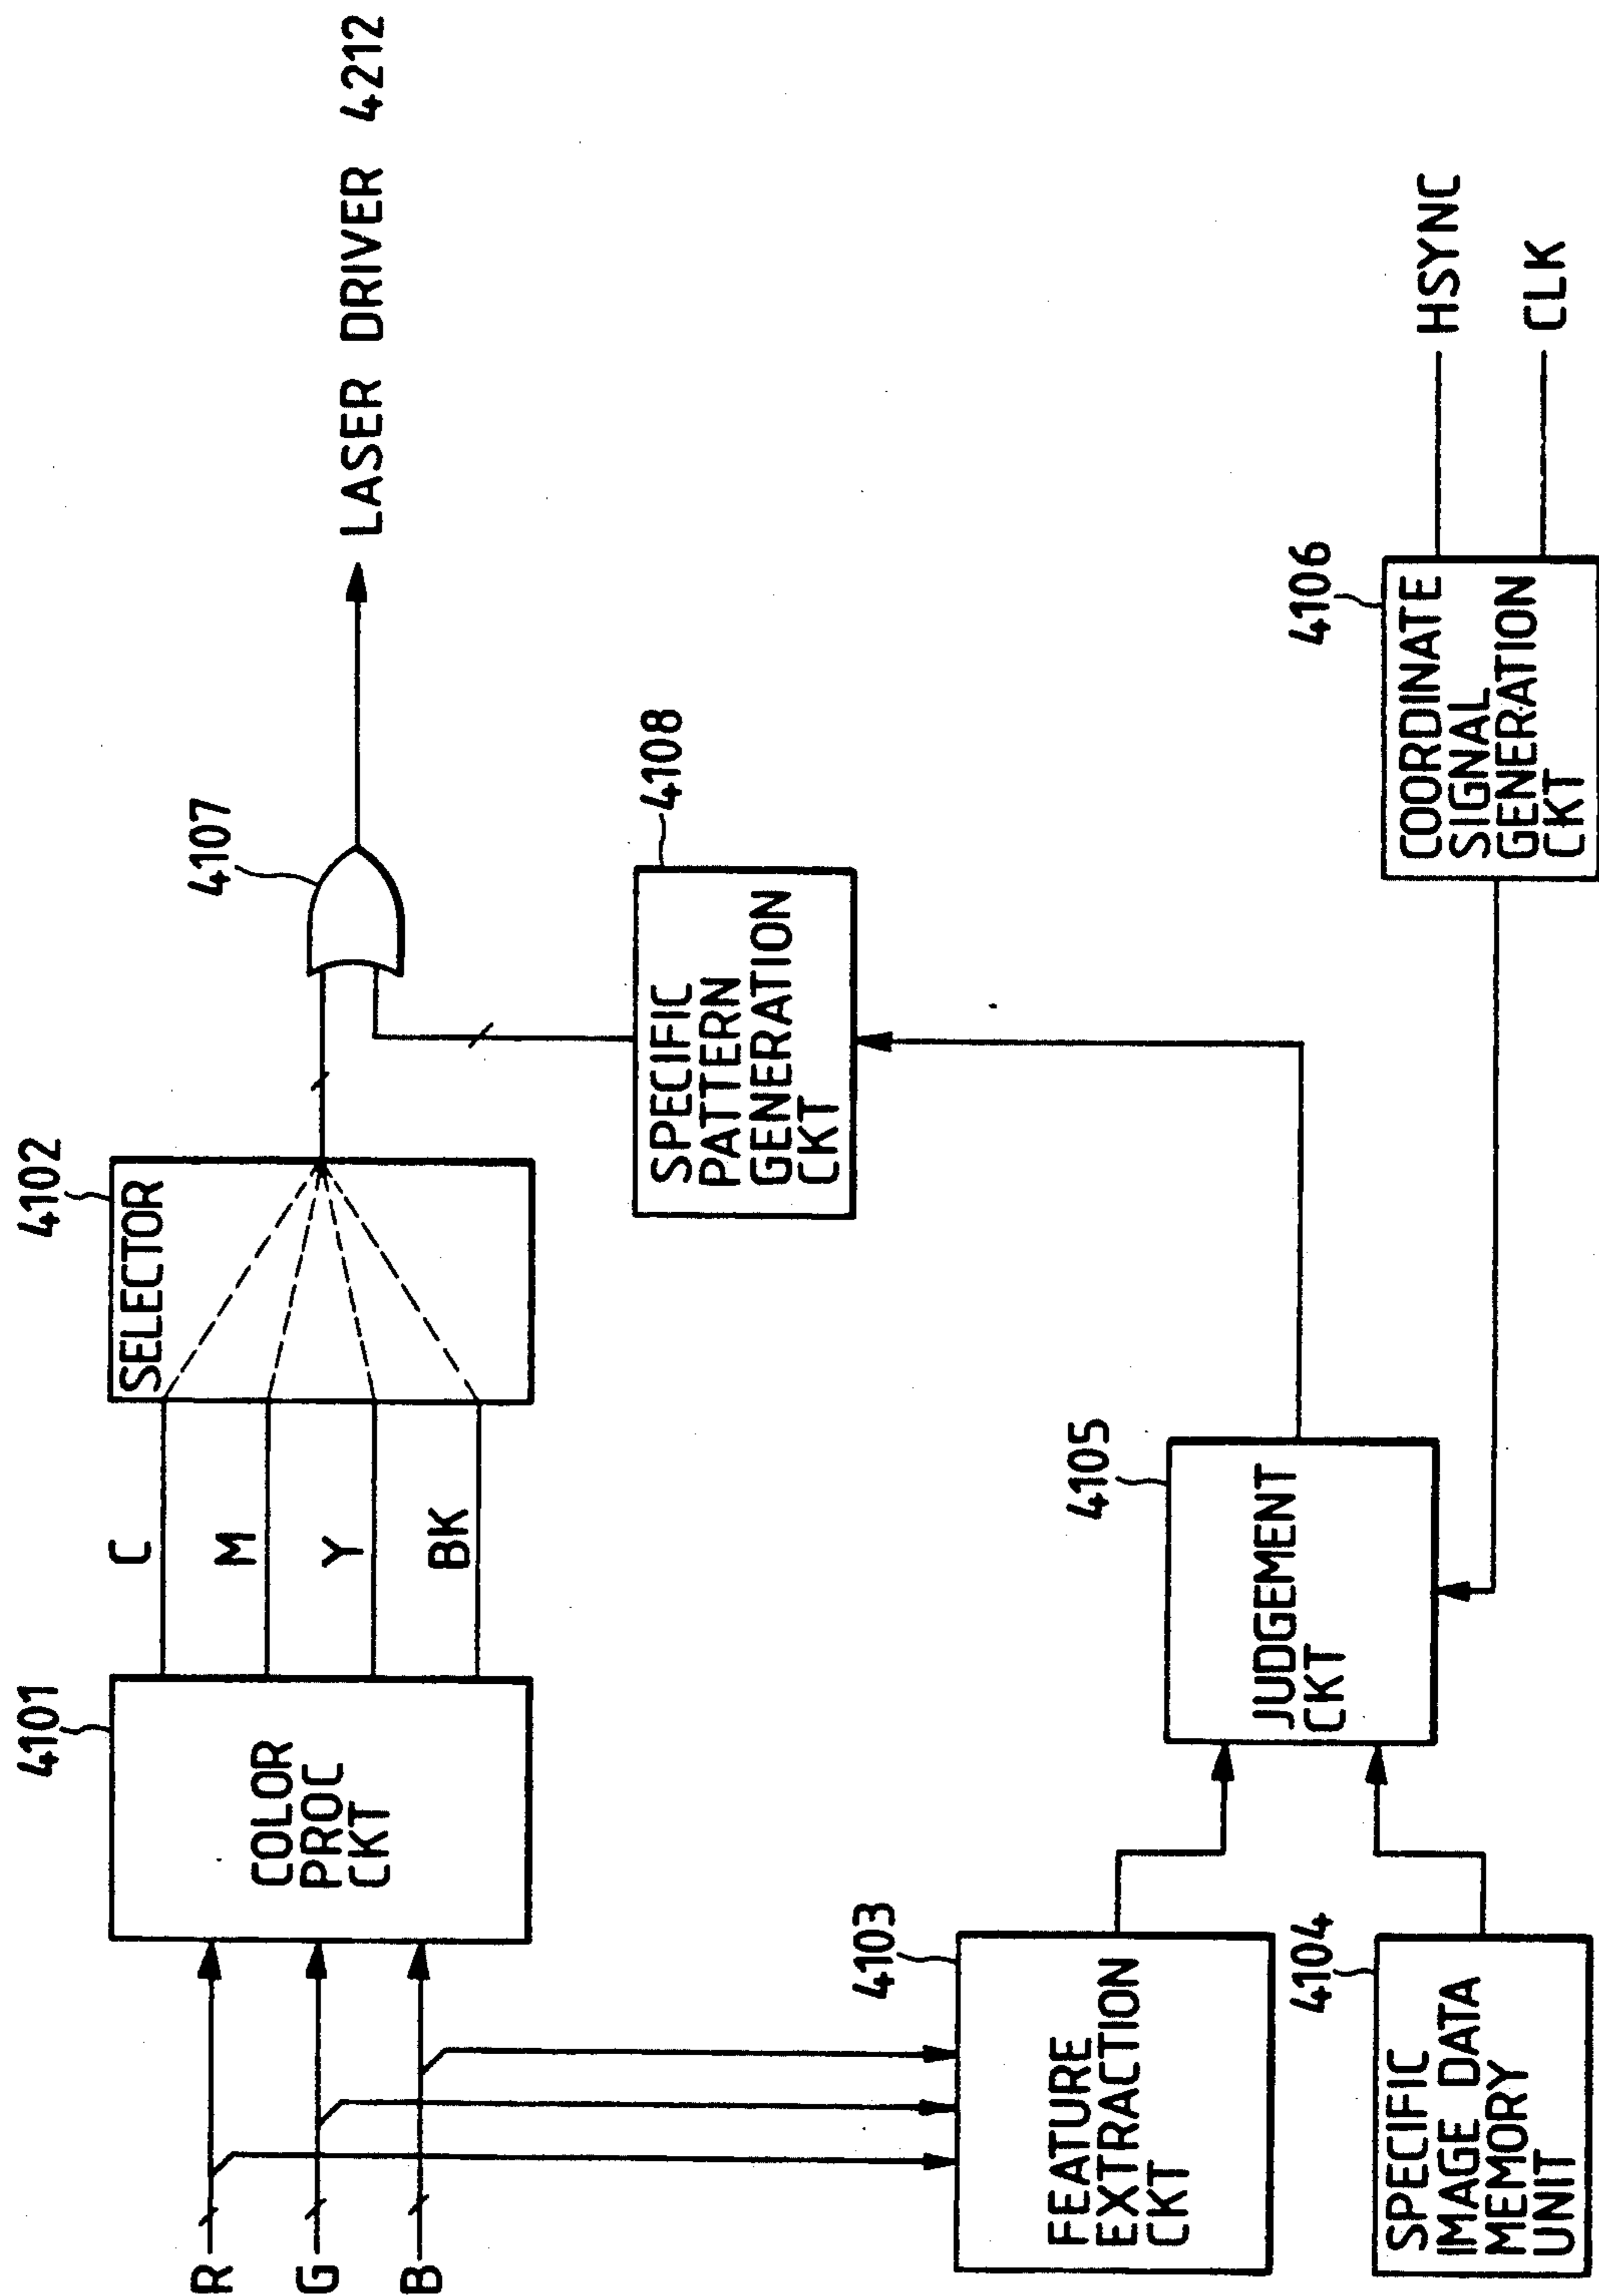 4101
4102
4107
LASER DRIVER 4212
R
G
B
COLOR
PROC
CKT
C
M
Y
BK
SELECTOR
4108
SPECIFIC
PATTERN
GENERATION
CKT
4103
FEATURE
EXTRACTION
CKT
4105
JUDGEMENT
CKT
4104
SPECIFIC
IMAGE DATA
MEMORY
UNIT
4106
COORDINATE
SIGNAL
GENERATION
CKT
HSYNC
CLK